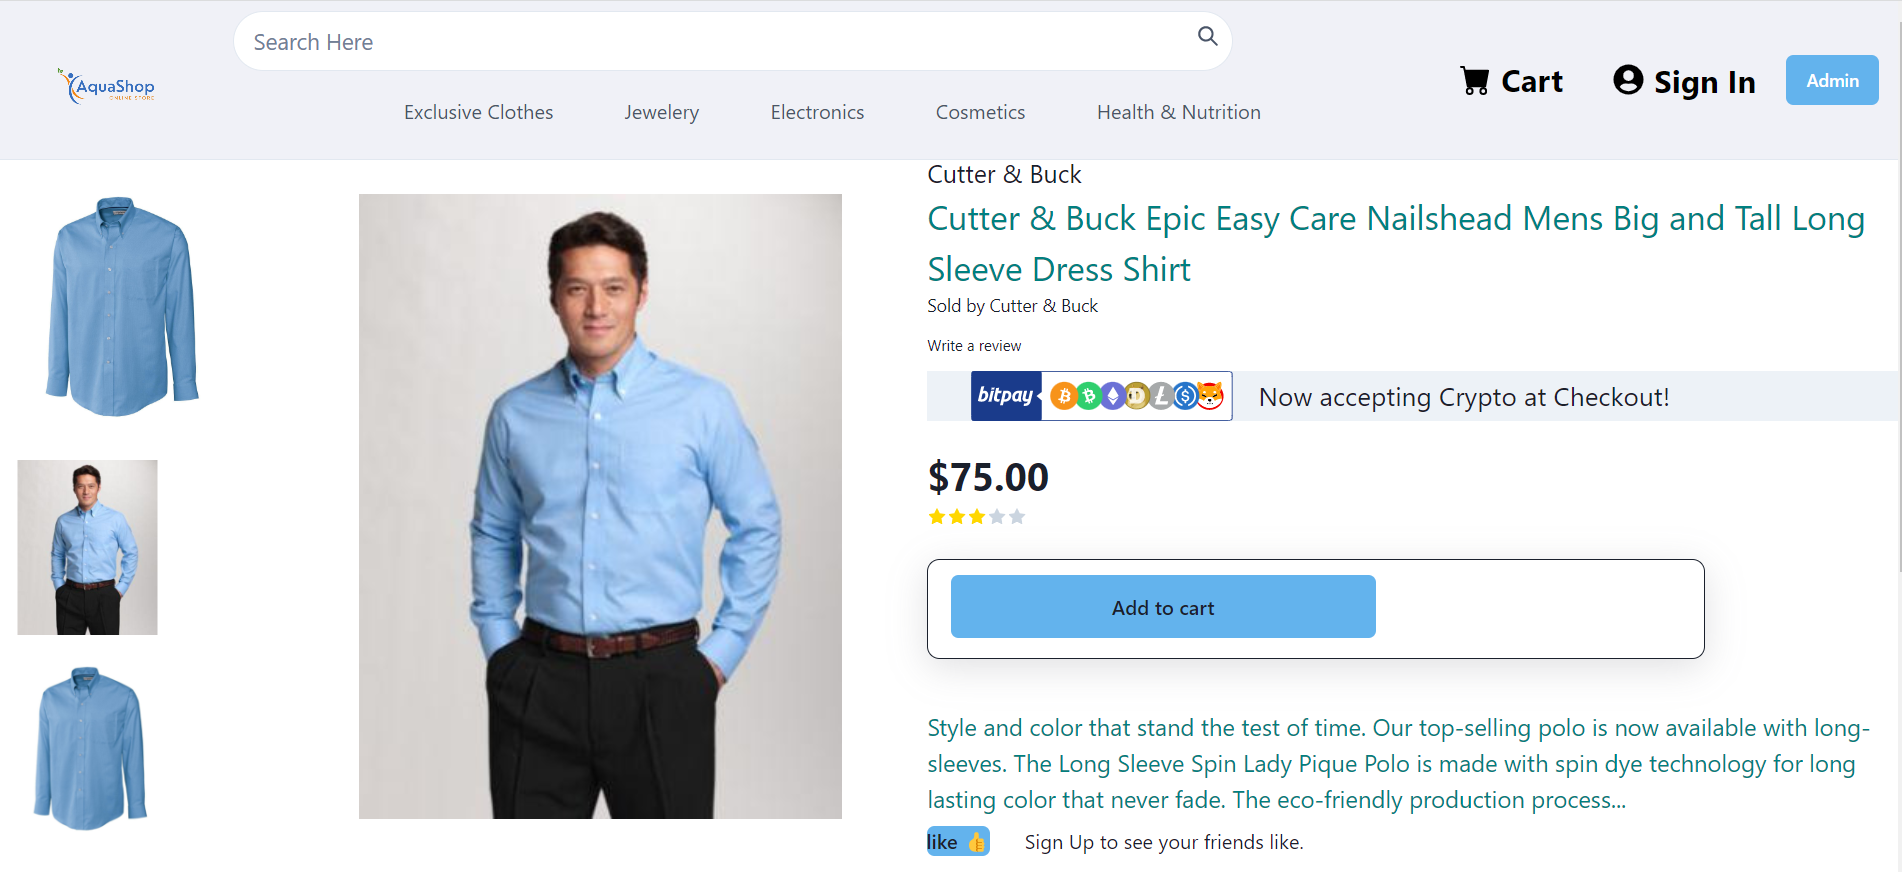 Search Here
AquaShop
ONLINE STORE
Cart
Sign In
Admin
Exclusive Clothes
Jewelery
Electronics
Cosmetics
Health & Nutrition
Cutter & Buck
Cutter & Buck Epic Easy Care Nailshead Mens Big and Tall Long
Sleeve Dress Shirt
Sold by Cutter & Buck
Write a review
bitpay
Now accepting Crypto at Checkout!
$75.00
Add to cart
Style and color that stand the test of time. Our top-selling polo is now available with long-
sleeves. The Long Sleeve Spin Lady Pique Polo is made with spin dye technology for long
lasting color that never fade. The eco-friendly production process...
like 👍
Sign Up to see your friends like.